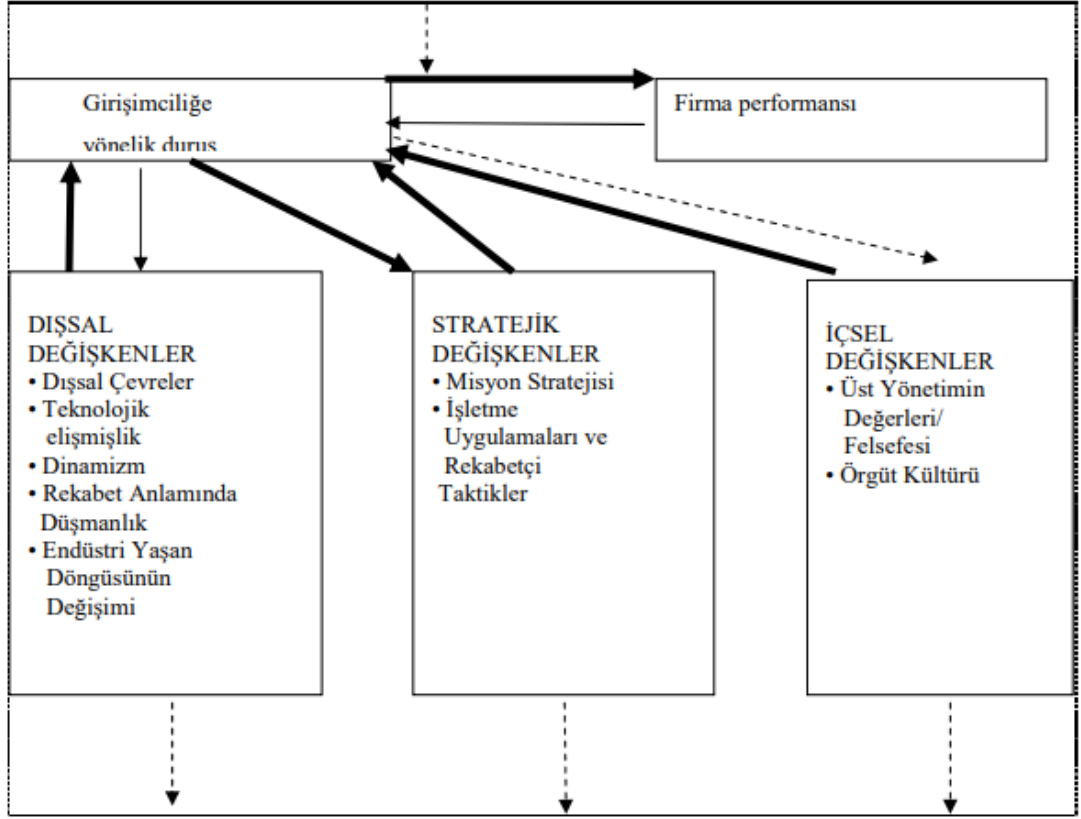 Girişimciliğe
yönelik duruş
Firma performansı
DIŞSAL
DEĞİŞKENLER
• Dışsal Çevreler
• Teknolojik
elişmişlik
• Dinamizm
• Rekabet Anlamında
Düşmanlık
• Endüstri Yaşan
Döngüsünün
Değişimi
STRATEJİK
DEĞİŞKENLER
• Misyon Stratejisi
• İşletme
Uygulamaları ve
Rekabetçi
Taktikler
İÇSEL
DEĞİŞKENLER
• Üst Yönetimin
Değerleri/
Felsefesi
• Örgüt Kültürü